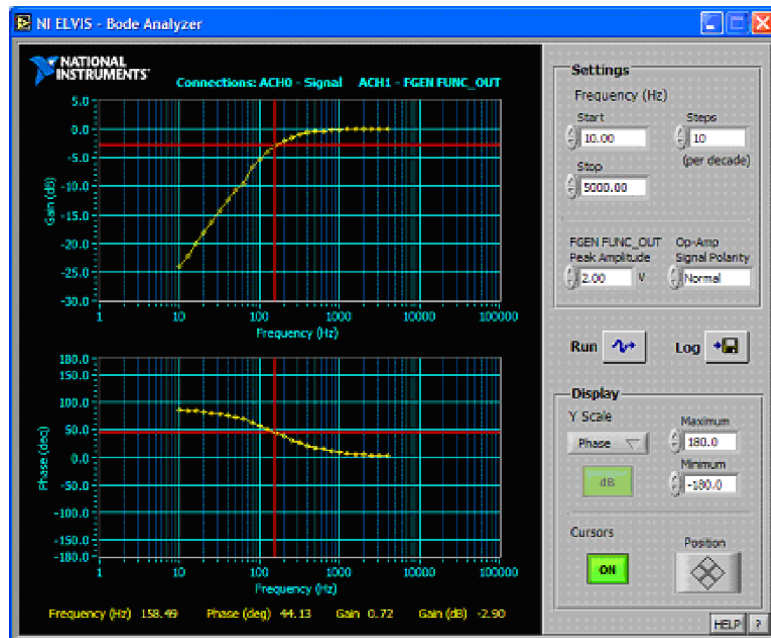 NI ELVIS - Bode Analyzer
NATIONAL
INSTRUMENTS
Connections: ACH0 - Signal ACH1 - FGEN FUNC_OUT
5.0
0.0
-5.0
-10.0
-15.0
-20.0
-25.0
-30.0
Gain (dB)
1 10 100 1000 10000 100000
Frequency (Hz)
180.0
150.0
100.0
50.0
0.0
-50.0
-100.0
-150.0
-180.0
Phase (deg)
1 10 100 1000 10000 100000
Frequency (Hz)
Frequency (Hz) 158.49 Phase (deg) 44.13 Gain 0.72 Gain (dB) -2.90
Settings
Frequency (Hz)
Start Steps
10.00 10
(per decade)
Stop
5000.00
FGEN FUNC_OUT Op-Amp
Peak Amplitude Signal Polarity
2.00 V Normal
Run Log
Display
Y Scale Maximum
Phase 180.0
Minimum
dB -180.0
Cursors Position
ON
HELP ?